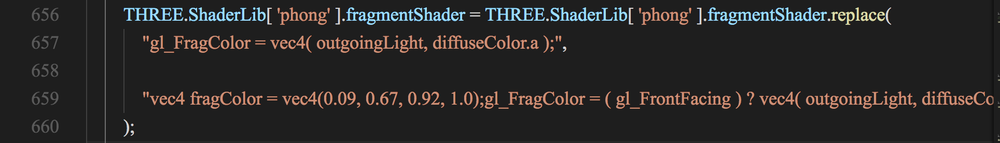 656 THREE.ShaderLib[ 'phong' ].fragmentShader = THREE.ShaderLib[ 'phong' ].fragmentShader.replace(
657 "gl_FragColor = vec4( outgoingLight, diffuseColor.a );",
658
659 "vec4 fragColor = vec4(0.09, 0.67, 0.92, 1.0);gl_FragColor = ( gl_FrontFacing ) ? vec4( outgoingLight, diffuseCo
660 );